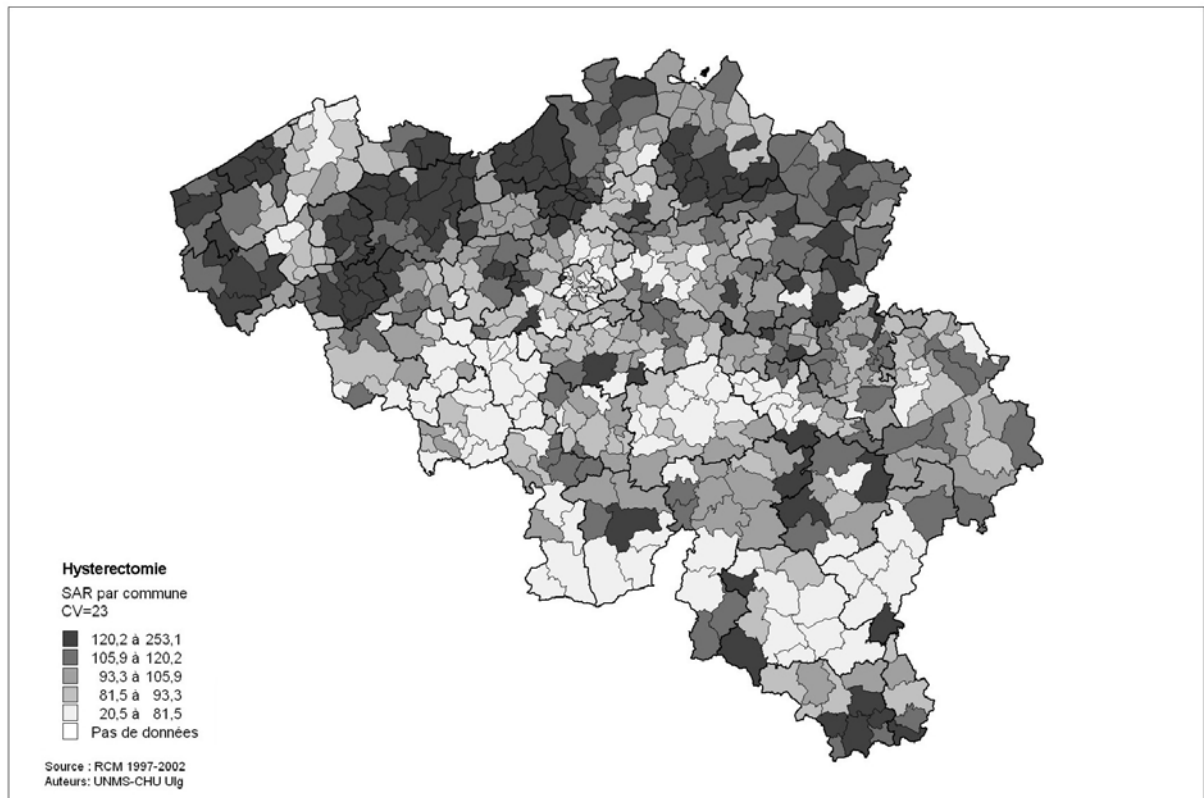 Hysterectomie
SAR par commune
CV=23
120,2 à 253,1
105,9 à 120,2
93,3 à 105,9
81,5 à 93,3
20,5 à 81,5
Pas de données
Source : RCM 1997-2002
Auteurs: UNMS-CHU Ulg